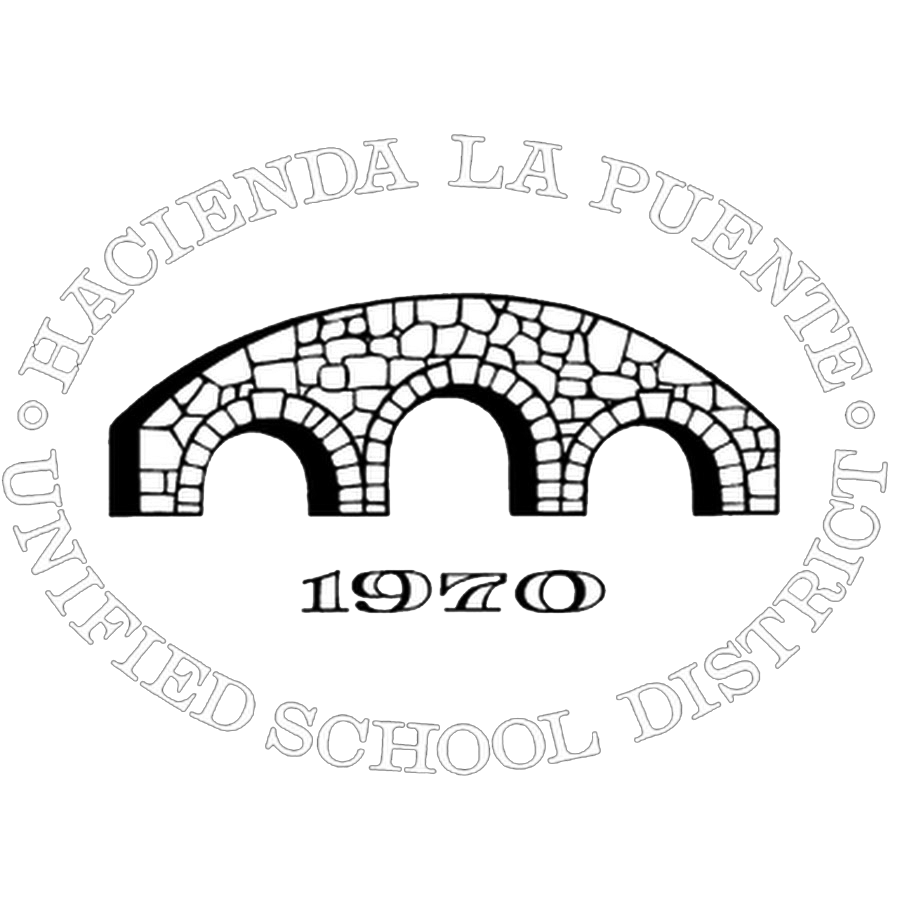 HACIENDA LA PUENTE
1970
UNIFIED SCHOOL DISTRICT